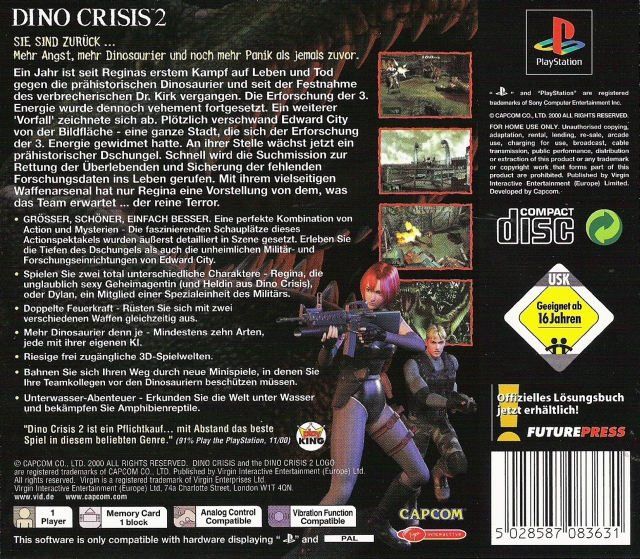 DINO CRISIS 2
SIE SIND ZURÜCK ...
Mehr Angst, mehr Dinosaurier und noch mehr Panik als jemals zuvor.
Ein Jahr ist seit Reginas erstem Kampf auf Leben und Tod
gegen die prähistorischen Dinosaurier und seit der Festnahme
des verbrecherischen Dr. Kirk vergangen. Die Erforschung der 3.
Energie wurde dennoch vehement fortgesetzt. Ein weiterer
'Vorfall' zeichnete sich ab. Plötzlich verschwand Edward City
von der Bildfläche - eine ganze Stadt, die sich der Erforschung
der 3. Energie gewidmet hatte. An ihrer Stelle wächst jetzt ein
prähistorischer Dschungel. Schnell wird die Suchmission zur
Rettung der Überlebenden und Sicherung der fehlenden
Forschungsdaten ins Leben gerufen. Mit ihrem vielseitigen
Waffenarsenal hat nur Regina eine Vorstellung von dem, was
das Team erwartet ... der reine Terror.
• GRÖSSER, SCHÖNER, EINFACH BESSER. Eine perfekte Kombination von
Action und Mysterien - Die faszinierenden Schauplätze dieses
Actionspektakels wurden äußerst detailliert in Szene gesetzt. Erleben Sie
die Tiefen des Dschungels als auch die unheimlichen Militär- und
Forschungseinrichtungen von Edward City.
• Spielen Sie zwei total unterschiedliche Charaktere - Regina, die
unglaublich sexy Geheimagentin (und Heldin aus Dino Crisis),
oder Dylan, ein Mitglied einer Spezialeinheit des Militärs.
• Doppelte Feuerkraft - Rüsten Sie sich mit zwei
verschiedenen Waffen gleichzeitig aus.
• Mehr Dinosaurier denn je - Mindestens zehn Arten,
jede mit ihrer eigenen KI.
• Riesige frei zugängliche 3D-Spielwelten.
• Bahnen Sie sich Ihren Weg durch neue Minispiele, in denen Sie
Ihre Teamkollegen vor den Dinosauriern beschützen müssen.
• Unterwasser-Abenteuer - Erkunden Sie die Welt unter Wasser
und bekämpfen Sie Amphibienreptile.
"Dino Crisis 2 ist ein Pflichtkauf... mit Abstand das beste
Spiel in diesem beliebten Genre." (91% Play the PlayStation, 11/00)
play
KING
© CAPCOM CO., LTD. 2000 ALL RIGHTS RESERVED. DINO CRISIS and the DINO CRISIS 2 LOGO
are registered trademarks of CAPCOM CO., LTD. Published by Virgin Interactive Entertainment (Europe) Ltd.
All rights reserved. Virgin is a registered trademark of Virgin Enterprises Ltd.
Virgin Interactive Entertainment (Europe) Ltd, 74a Charlotte Street, London W1T 4QN.
www.vid.de www.capcom.com
1
Player
Memory Card
1 block
Analog Control
Compatible
Vibration Function
Compatible
This software is only compatible with hardware displaying "PS" and PAL
PlayStation
"PS" and "PlayStation" are registered
trademarks of Sony Computer Entertainment Inc.
© CAPCOM CO., LTD. 2000 ALL RIGHTS RESERVED.
FOR HOME USE ONLY. Unauthorised copying,
adaptation, rental, lending, re-sale, arcade
use, charging for use, broadcast, cable
transmission, public performance, distribution
or extraction of this product or any trademark
or copyright work that forms part of this
product are prohibited. Published by Virgin
Interactive Entertainment (Europe) Limited.
Developed by Capcom.
COMPACT
disc
USK
Geeignet ab
16 Jahren
Offizielles Lösungsbuch
jetzt erhältlich!
FUTUREPRESS
CAPCOM
Virgin interactive
5 028587 083631